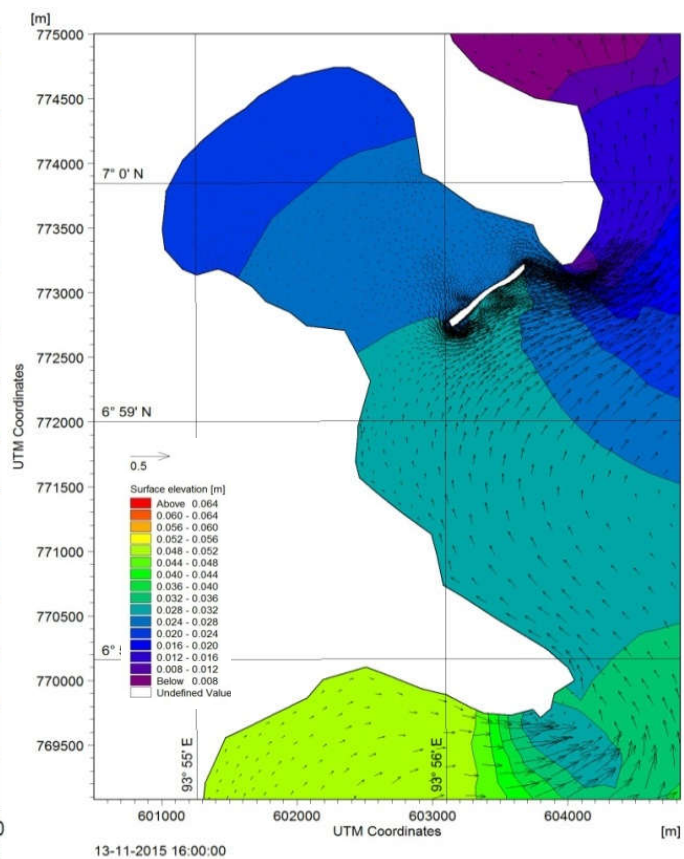 [m]
775000
774500
774000
7° 0' N
773500
773000
772500
UTM Coordinates
772000
6° 59' N
771500
771000
770500
770000
769500
0.5
Surface elevation [m]
Above 0.064
0.060 - 0.064
0.056 - 0.060
0.052 - 0.056
0.048 - 0.052
0.044 - 0.048
0.040 - 0.044
0.036 - 0.040
0.032 - 0.036
0.028 - 0.032
0.024 - 0.028
0.020 - 0.024
0.016 - 0.020
0.012 - 0.016
0.008 - 0.012
Below 0.008
Undefined Value
93° 55' E
93° 56' E
601000 602000 603000 604000 [m]
UTM Coordinates
13-11-2015 16:00:00